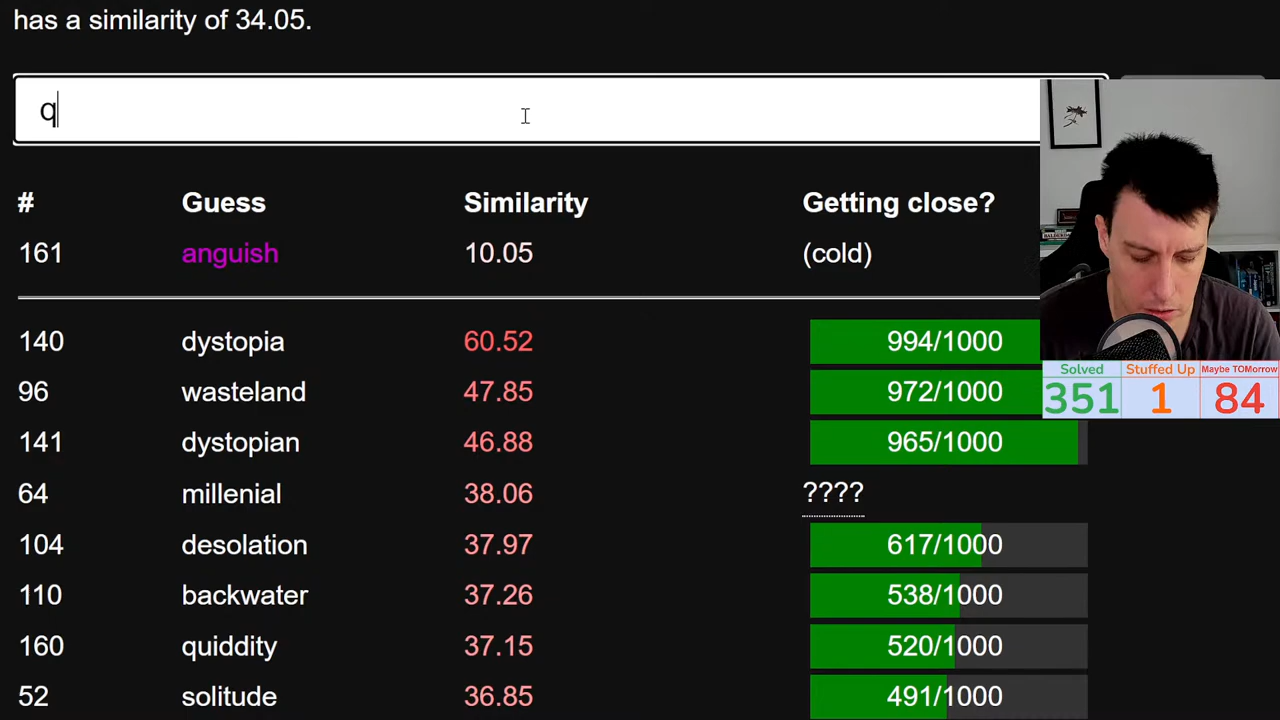 has a similarity of 34.05.
q
# Guess Similarity Getting close?
161 anguish 10.05 (cold)
140 dystopia 60.52 994/1000
96 wasteland 47.85 972/1000
141 dystopian 46.88 965/1000
64 millenial 38.06 ????
104 desolation 37.97 617/1000
110 backwater 37.26 538/1000
160 quiddity 37.15 520/1000
52 solitude 36.85 491/1000
Solved Stuffed Up Maybe TOMorrow
351 1 84